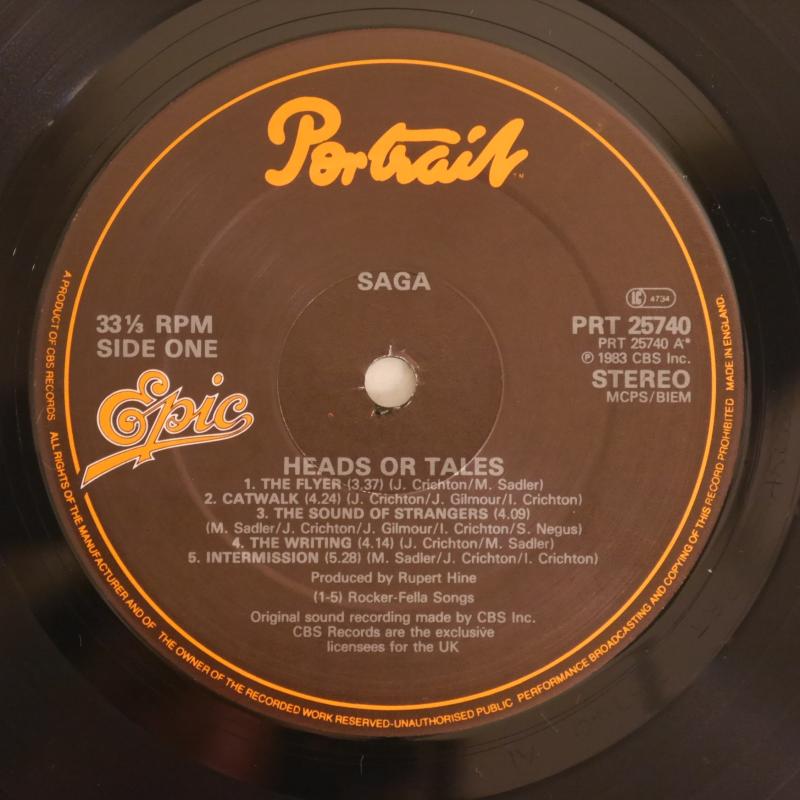 Portrait™
SAGA
33⅓ RPM
SIDE ONE
LC 4734
PRT 25740
PRT 25740 A*
℗ 1983 CBS Inc.
STEREO
MCPS/BIEM
Epic
HEADS OR TALES
1. THE FLYER (3.37) (J. Crichton/M. Sadler)
2. CATWALK (4.24) (J. Crichton/J. Gilmour/I. Crichton)
3. THE SOUND OF STRANGERS (4.09)
(M. Sadler/J. Crichton/J. Gilmour/I. Crichton/S. Negus)
4. THE WRITING (4.14) (J. Crichton/M. Sadler)
5. INTERMISSION (5.28) (M. Sadler/J. Crichton/I. Crichton)
Produced by Rupert Hine
(1-5) Rocker-Fella Songs
Original sound recording made by CBS Inc.
CBS Records are the exclusive
licensees for the UK
A PRODUCT OF CBS RECORDS ALL RIGHTS OF THE MANUFACTURER AND OF THE OWNER OF THE RECORDED WORK RESERVED-UNAUTHORISED PUBLIC PERFORMANCE BROADCASTING AND COPYING OF THIS RECORD PROHIBITED MADE IN ENGLAND.